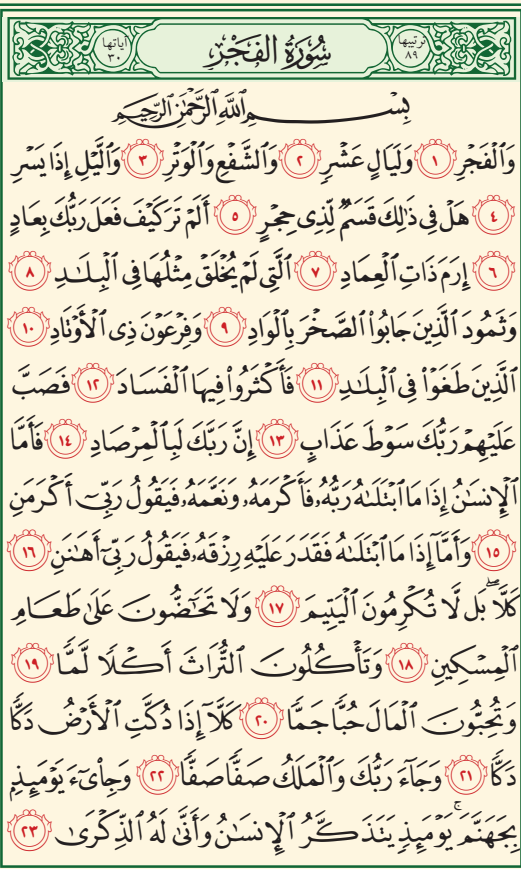 ترتيبها ٨٩ سُورَةُ الفَجْرِ آياتها ٣٠
بِسْمِ ٱللَّهِ ٱلرَّحْمَٰنِ ٱلرَّحِيمِ
وَٱلْفَجْرِ ١ وَلَيَالٍ عَشْرٍ ٢ وَٱلشَّفْعِ وَٱلْوَتْرِ ٣ وَٱلَّيْلِ إِذَا يَسْرِ
٤ هَلْ فِى ذَٰلِكَ قَسَمٌ لِّذِى حِجْرٍ ٥ أَلَمْ تَرَ كَيْفَ فَعَلَ رَبُّكَ بِعَادٍ
٦ إِرَمَ ذَاتِ ٱلْعِمَادِ ٧ ٱلَّتِى لَمْ يُخْلَقْ مِثْلُهَا فِى ٱلْبِلَٰدِ ٨
وَثَمُودَ ٱلَّذِينَ جَابُوا۟ ٱلصَّخْرَ بِٱلْوَادِ ٩ وَفِرْعَوْنَ ذِى ٱلْأَوْتَادِ ١٠
ٱلَّذِينَ طَغَوْا۟ فِى ٱلْبِلَٰدِ ١١ فَأَكْثَرُوا۟ فِيهَا ٱلْفَسَادَ ١٢ فَصَبَّ
عَلَيْهِمْ رَبُّكَ سَوْطَ عَذَابٍ ١٣ إِنَّ رَبَّكَ لَبِٱلْمِرْصَادِ ١٤ فَأَمَّا
ٱلْإِنسَٰنُ إِذَا مَا ٱبْتَلَىٰهُ رَبُّهُۥ فَأَكْرَمَهُۥ وَنَعَّمَهُۥ فَيَقُولُ رَبِّىٓ أَكْرَمَنِ
١٥ وَأَمَّآ إِذَا مَا ٱبْتَلَىٰهُ فَقَدَرَ عَلَيْهِ رِزْقَهُۥ فَيَقُولُ رَبِّىٓ أَهَٰنَنِ ١٦
كَلَّا ۖ بَل لَّا تُكْرِمُونَ ٱلْيَتِيمَ ١٧ وَلَا تَحَٰٓضُّونَ عَلَىٰ طَعَامِ
ٱلْمِسْكِينِ ١٨ وَتَأْكُلُونَ ٱلتُّرَاثَ أَكْلًا لَّمًّا ١٩
وَتُحِبُّونَ ٱلْمَالَ حُبًّا جَمًّا ٢٠ كَلَّآ إِذَا دُكَّتِ ٱلْأَرْضُ دَكًّا
دَكًّا ٢١ وَجَآءَ رَبُّكَ وَٱلْمَلَكُ صَفًّا صَفًّا ٢٢ وَجِا۟ىٓءَ يَوْمَئِذٍۭ
بِجَهَنَّمَ ۚ يَوْمَئِذٍ يَتَذَكَّرُ ٱلْإِنسَٰنُ وَأَنَّىٰ لَهُ ٱلذِّكْرَىٰ ٢٣